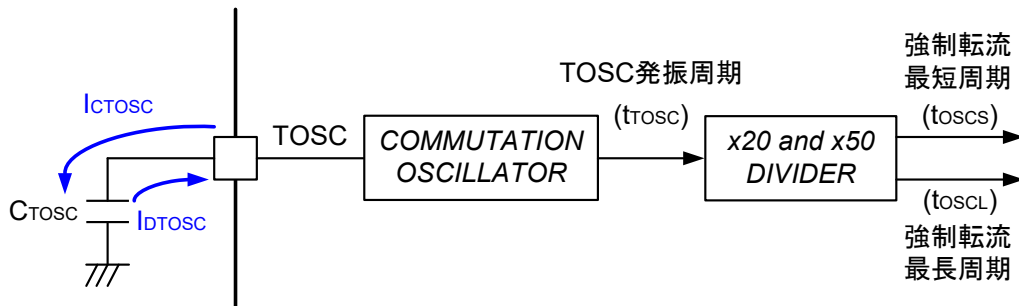 ICTOSC
CTOSC
IDTOSC
TOSC
COMMUTATION
OSCILLATOR
TOSC発振周期
(tTOSC)
x20 and x50
DIVIDER
強制転流
最短周期
(tOSCS)
(tOSCL)
強制転流
最長周期